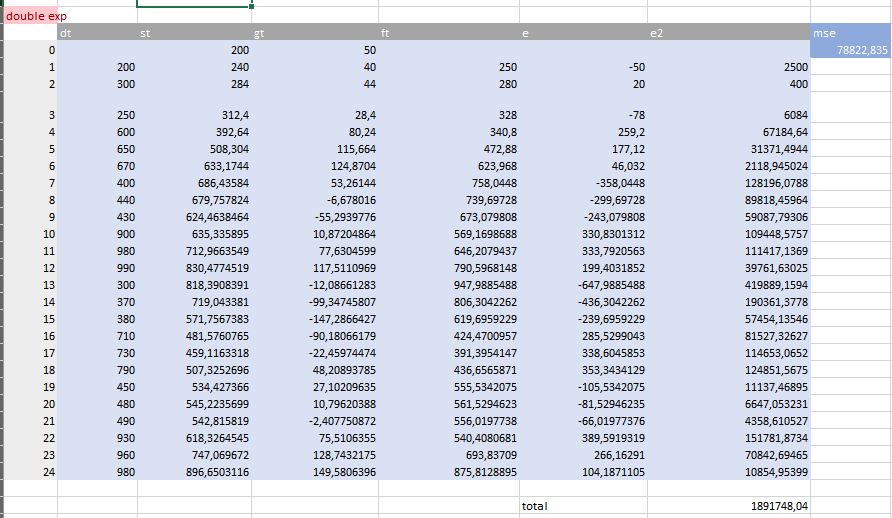 double exp
dt st gt ft e e2 mse
0 200 50 78822,835
1 200 240 40 250 -50 2500
2 300 284 44 280 20 400
3 250 312,4 28,4 328 -78 6084
4 600 392,64 80,24 340,8 259,2 67184,64
5 650 508,304 115,664 472,88 177,12 31371,4944
6 670 633,1744 124,8704 623,968 46,032 2118,945024
7 400 686,43584 53,26144 758,0448 -358,0448 128196,0788
8 440 679,757824 -6,678016 739,69728 -299,69728 89818,45964
9 430 624,4638464 -55,2939776 673,079808 -243,079808 59087,79306
10 900 635,335895 10,87204864 569,1698688 330,8301312 109448,5757
11 980 712,9663549 77,6304599 646,2079437 333,7920563 111417,1369
12 990 830,4774519 117,5110969 790,5968148 199,4031852 39761,63025
13 300 818,3908391 -12,08661283 947,9885488 -647,9885488 419889,1594
14 370 719,043381 -99,34745807 806,3042262 -436,3042262 190361,3778
15 380 571,7567383 -147,2866427 619,6959229 -239,6959229 57454,13546
16 710 481,5760765 -90,18066179 424,4700957 285,5299043 81527,32627
17 730 459,1163318 -22,45974474 391,3954147 338,6045853 114653,0652
18 790 507,3252696 48,20893785 436,6565871 353,3434129 124851,5675
19 450 534,427366 27,10209635 555,5342075 -105,5342075 11137,46895
20 480 545,2235699 10,79620388 561,5294623 -81,52946235 6647,053231
21 490 542,815819 -2,407750872 556,0197738 -66,01977376 4358,610527
22 930 618,3264545 75,5106355 540,4080681 389,5919319 151781,8734
23 960 747,069672 128,7432175 693,83709 266,16291 70842,69465
24 980 896,6503116 149,5806396 875,8128895 104,1871105 10854,95399
total 1891748,04